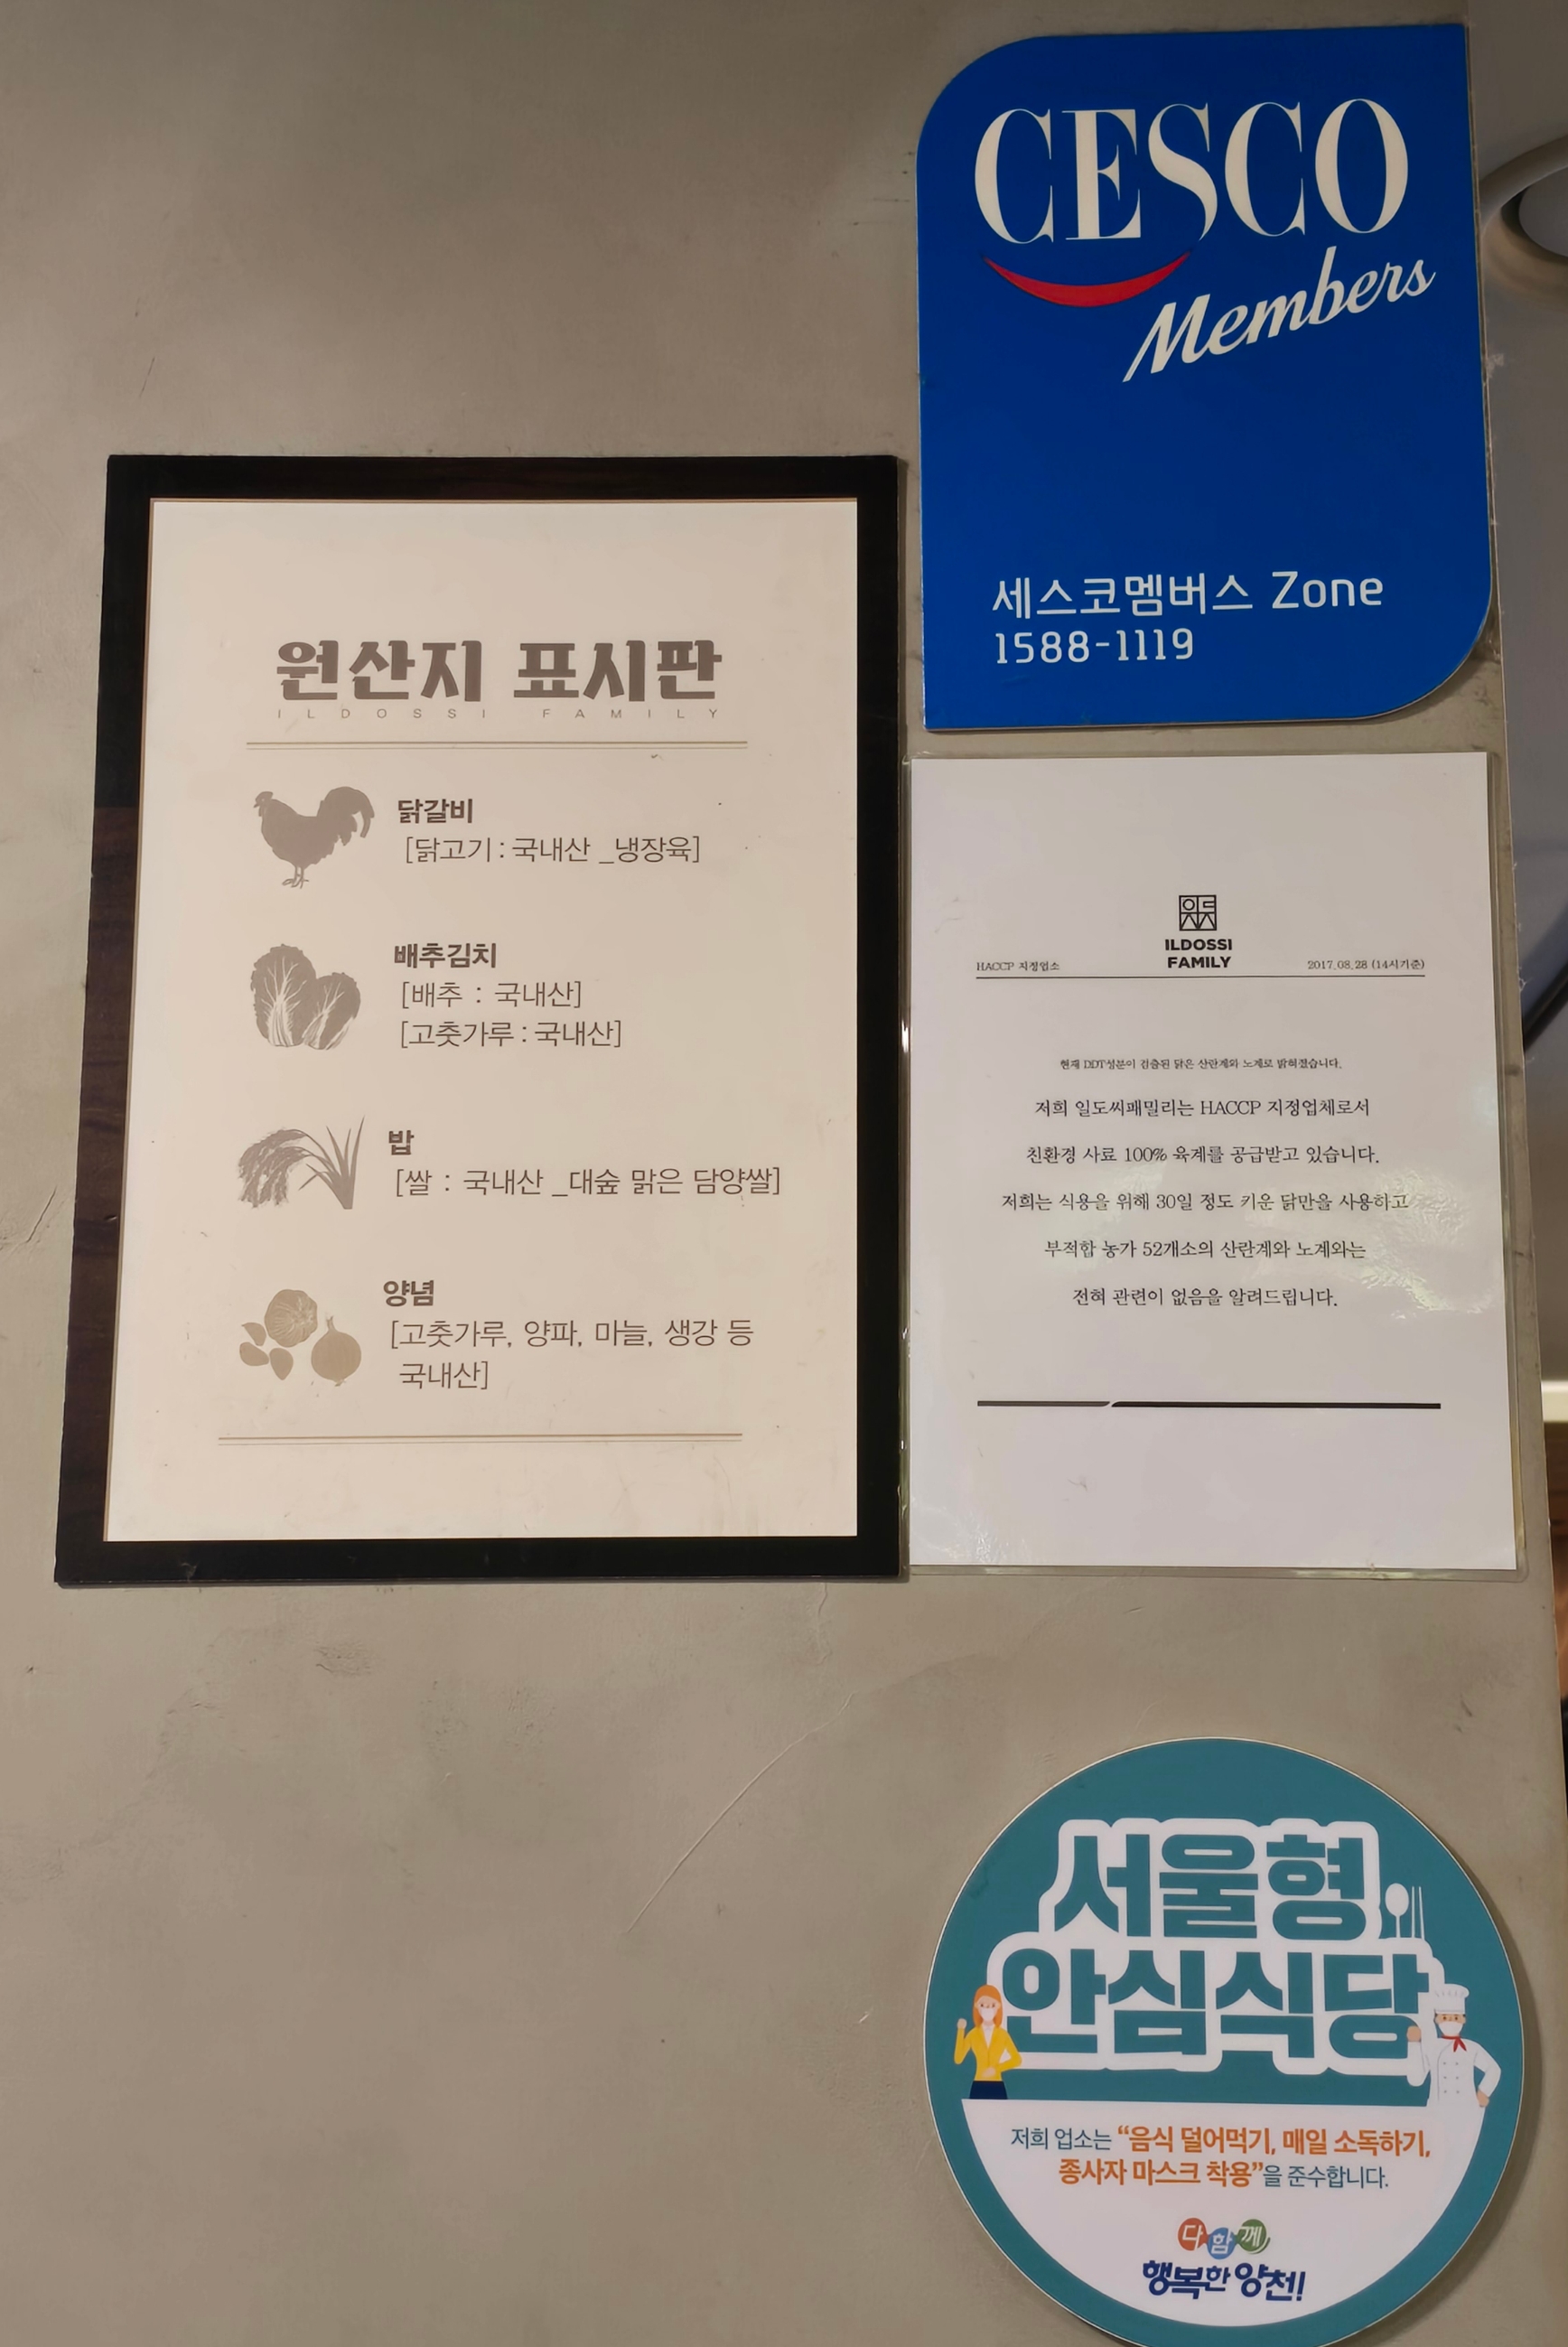 CESCO
Members
세스코멤버스 Zone
1588-1119
원산지 표시판
ILDOSSI FAMILY
닭갈비
[닭고기 : 국내산 _냉장육]
배추김치
[배추 : 국내산]
[고춧가루 : 국내산]
밥
[쌀 : 국내산 _대숲 맑은 담양쌀]
양념
[고춧가루, 양파, 마늘, 생강 등
국내산]
ILDOSSI
FAMILY
HACCP 지정업소
2017.08.28 (14시기준)
현재 DDT성분이 검출된 닭은 산란계와 노계로 밝혀졌습니다.
저희 일도씨패밀리는 HACCP 지정업체로서
친환경 사료 100% 육계를 공급받고 있습니다.
저희는 식용을 위해 30일 정도 키운 닭만을 사용하고
부적합 농가 52개소의 산란계와 노계와는
전혀 관련이 없음을 알려드립니다.
서울형
안심식당
저희 업소는 “음식 덜어먹기, 매일 소독하기,
종사자 마스크 착용”을 준수합니다.
다함께
행복한 양천!